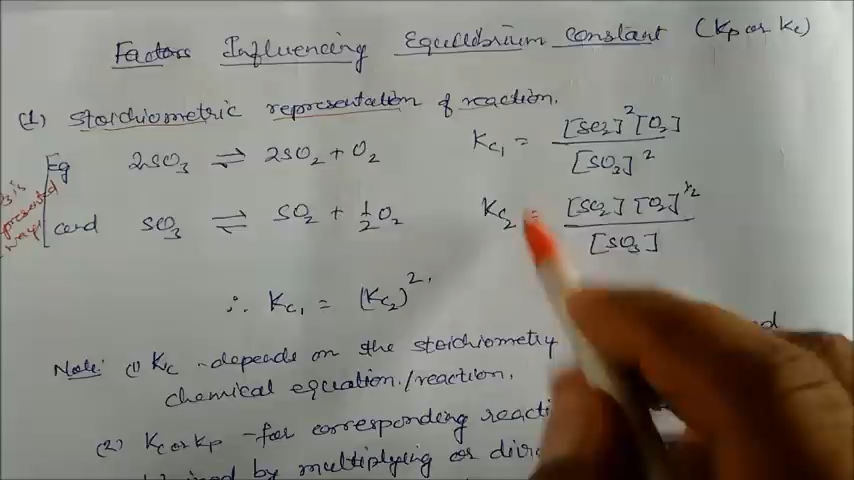 Factors Influencing Equilibrium constant (Kp or Kc)
(1) Stoichiometric representation of reaction.
Eg 2SO3 ⇌ 2SO2 + O2 Kc1 = [SO2]^2 [O2] / [SO3]^2
and SO3 ⇌ SO2 + 1/2 O2 Kc2 = [SO2] [O2]^1/2 / [SO3]
∴ Kc1 = (Kc2)^2.
Note: (1) Kc - depends on the stoichiometry
chemical equation./reaction.
(2) Kc or Kp - for corresponding reacti
by multiplying or